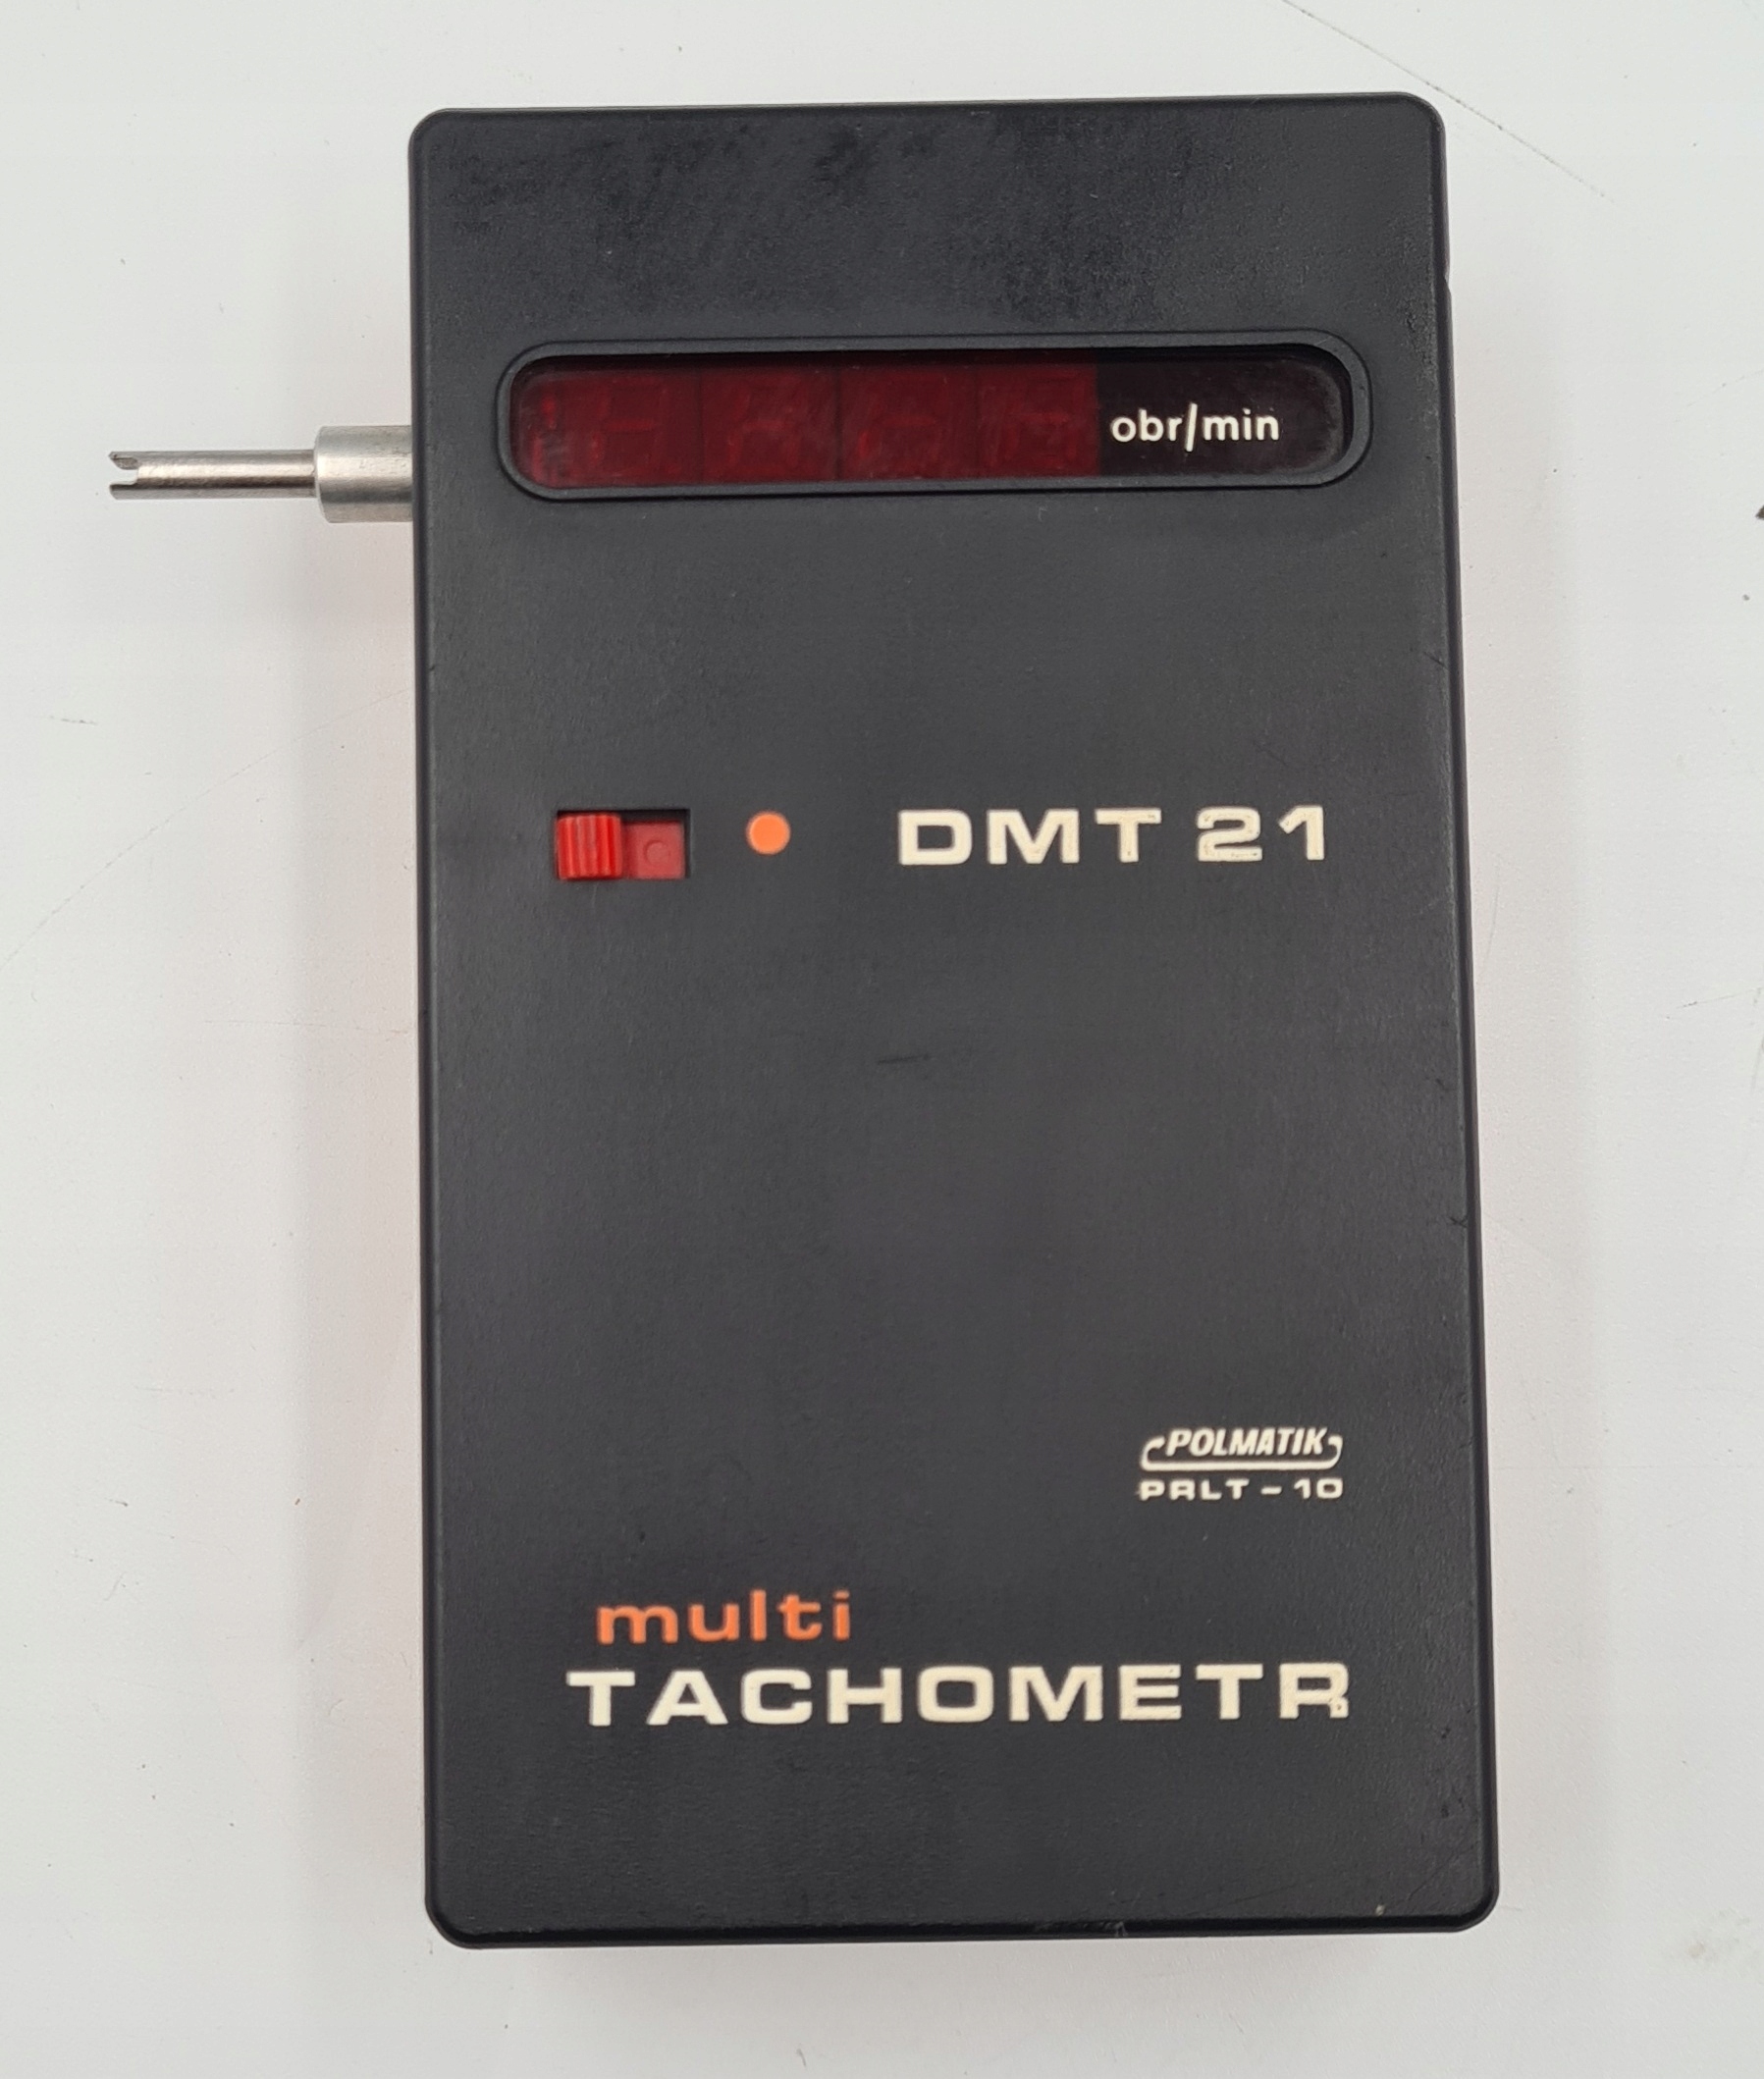 obr/min
DMT 21
POLMATIK
PRLT-10
multi
TACHOMETR